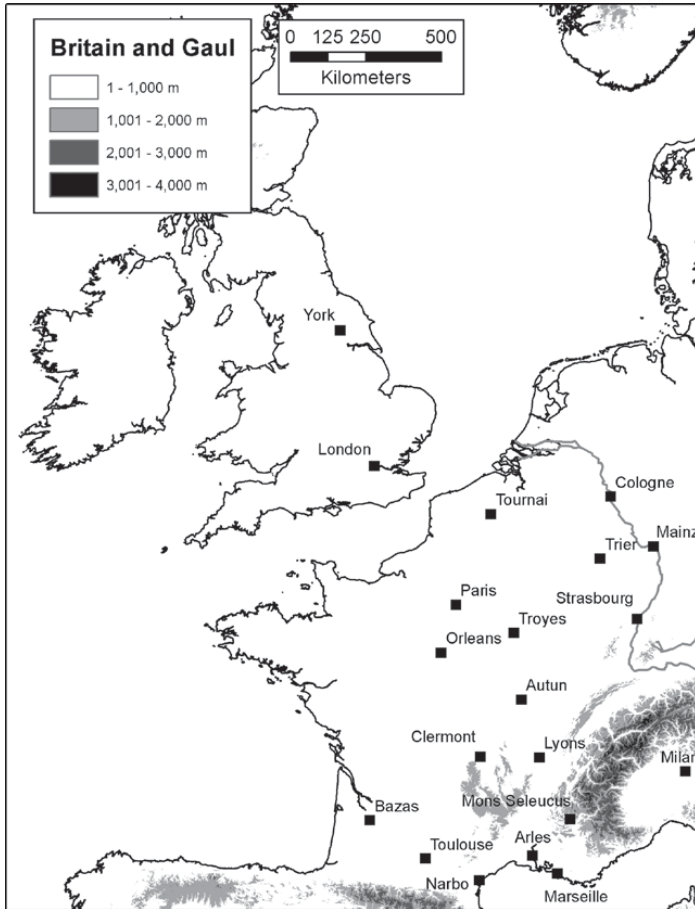 Britain and Gaul
1 - 1,000 m
1,001 - 2,000 m
2,001 - 3,000 m
3,001 - 4,000 m
0 125 250 500
Kilometers
York
London
Cologne
Tournai
Mainz
Trier
Paris
Strasbourg
Troyes
Orleans
Autun
Clermont
Lyons
Milan
Mons Seleucus
Bazas
Toulouse
Arles
Narbo
Marseille